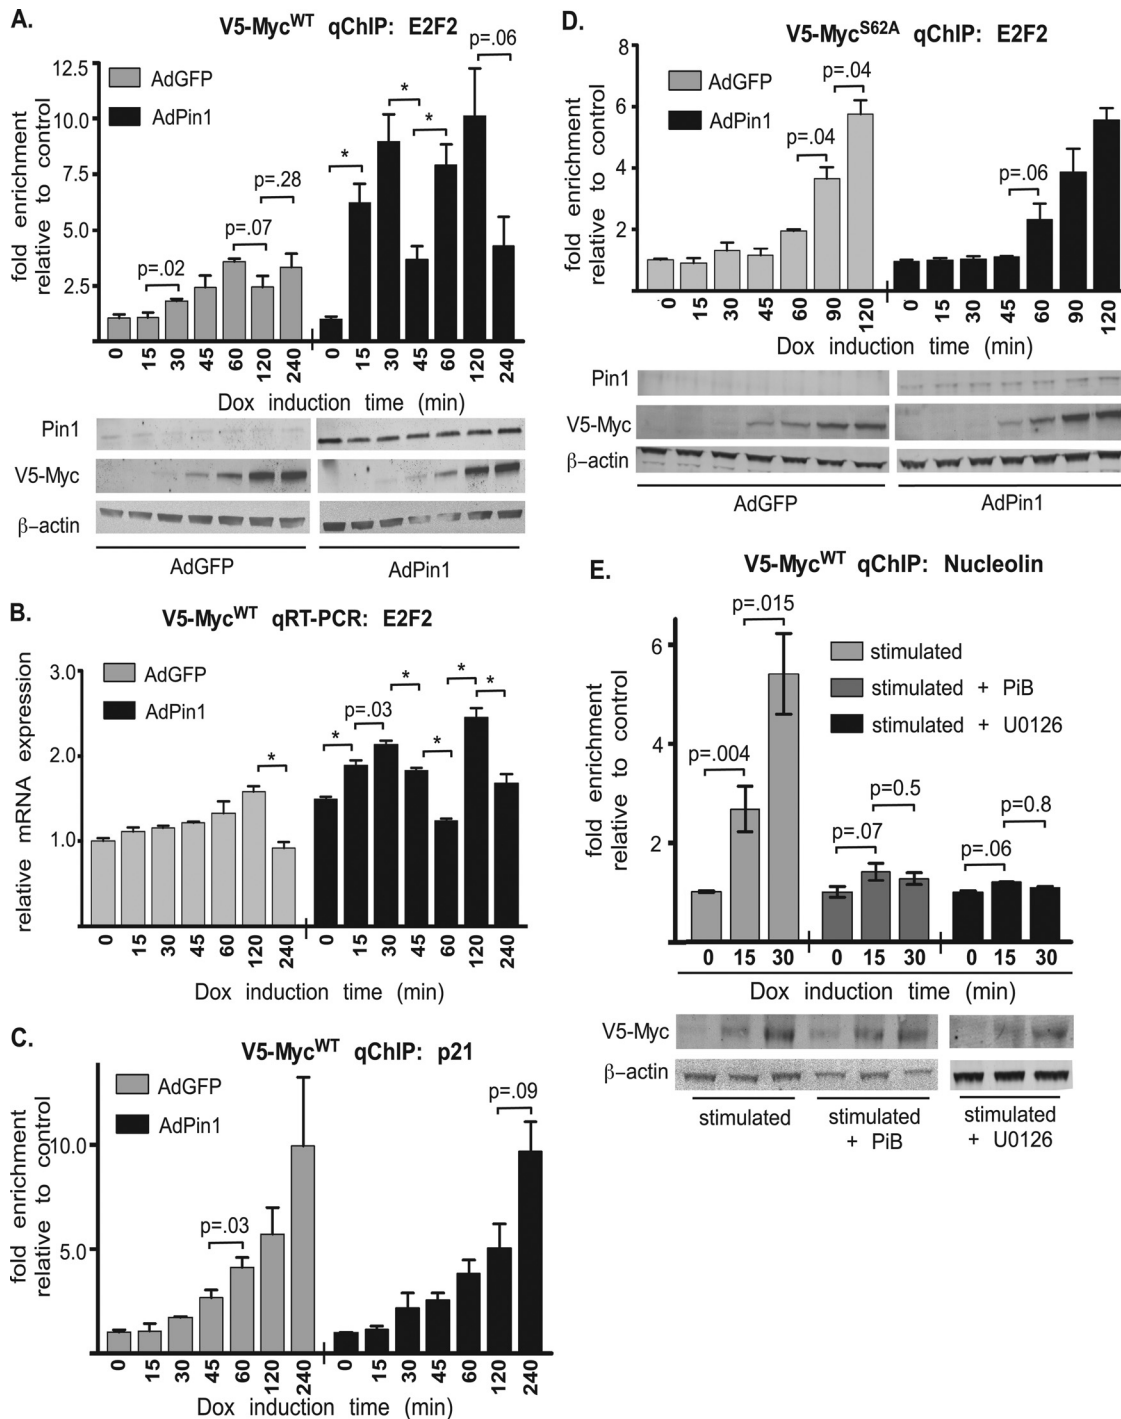 A.
V5-MycWT qChIP: E2F2
fold enrichment
relative to control
12.5
10.0
7.5
5.0
2.5
AdGFP
AdPin1
p=.02
p=.07
p=.28
*
*
*
p=.06
0 15 30 45 60 120 240 0 15 30 45 60 120 240
Dox induction time (min)
Pin1
V5-Myc
β–actin
AdGFP AdPin1
B.
V5-MycWT qRT-PCR: E2F2
relative mRNA expression
3.0
2.0
1.0
AdGFP
AdPin1
*
*
p=.03
*
*
*
*
0 15 30 45 60 120 240 0 15 30 45 60 120 240
Dox induction time (min)
C.
V5-MycWT qChIP: p21
fold enrichment
relative to control
10.0
5.0
AdGFP
AdPin1
p=.03
p=.09
0 15 30 45 60 120 240 0 15 30 45 60 120 240
Dox induction time (min)
D.
V5-MycS62A qChIP: E2F2
fold enrichment
relative to control
8
6
4
2
AdGFP
AdPin1
p=.04
p=.04
p=.06
0 15 30 45 60 90 120 0 15 30 45 60 90 120
Dox induction time (min)
Pin1
V5-Myc
β–actin
AdGFP AdPin1
E.
V5-MycWT qChIP: Nucleolin
fold enrichment
relative to control
6
4
2
stimulated
stimulated + PiB
stimulated + U0126
p=.004
p=.015
p=.07
p=0.5
p=.06
p=0.8
0 15 30 0 15 30 0 15 30
Dox induction time (min)
V5-Myc
β–actin
stimulated
stimulated
+ PiB
stimulated
+ U0126